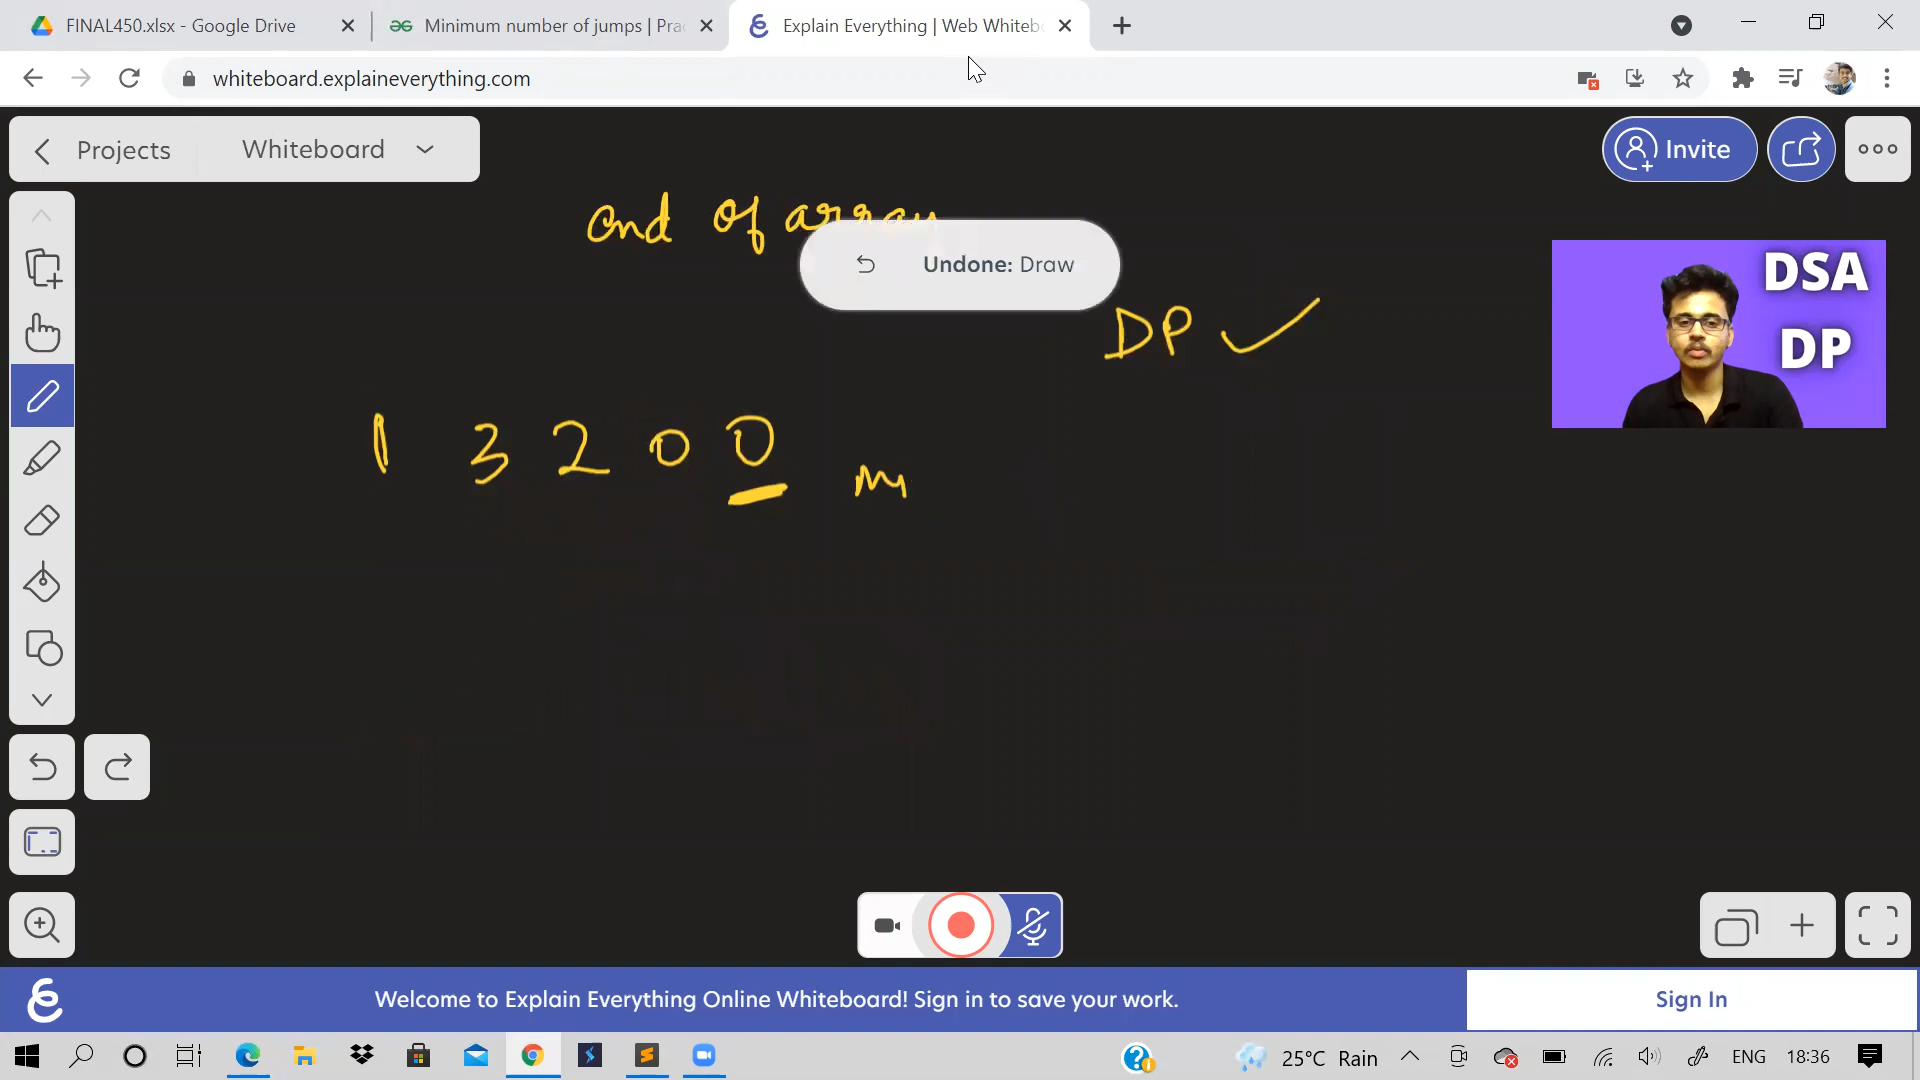 FINAL450.xlsx - Google Drive
Minimum number of jumps | Prac
Explain Everything | Web Whitebo
whiteboard.explaineverything.com
Projects
Whiteboard
Invite
end of array
Undone: Draw
DSA
DP
DP
1 3 2 0 0
Welcome to Explain Everything Online Whiteboard! Sign in to save your work.
Sign In
25°C Rain
ENG
18:36